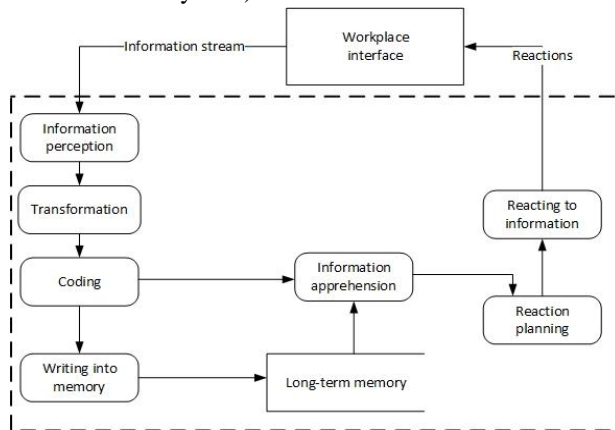 Workplace
interface
Information stream
Reactions
Information
perception
Transformation
Reacting to
information
Coding
Information
apprehension
Reaction
planning
Writing into
memory
Long-term memory